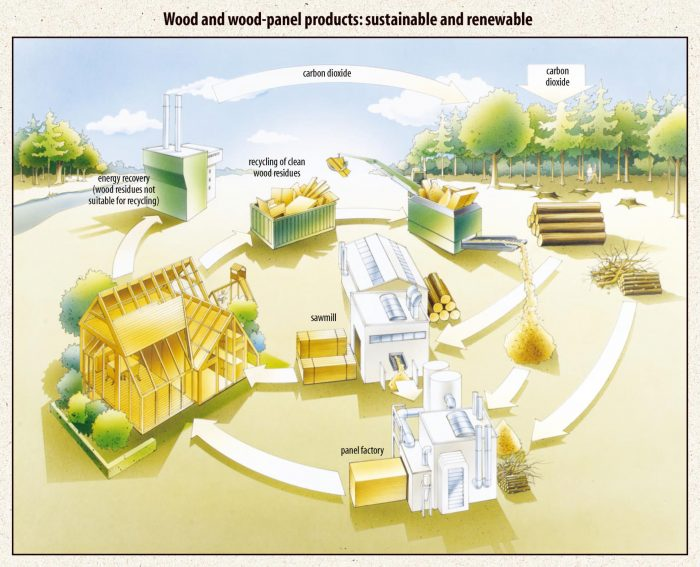 Wood and wood-panel products: sustainable and renewable
carbon dioxide
carbon
dioxide
recycling of clean
wood residues
energy recovery
(wood residues not
suitable for recycling)
sawmill
panel factory